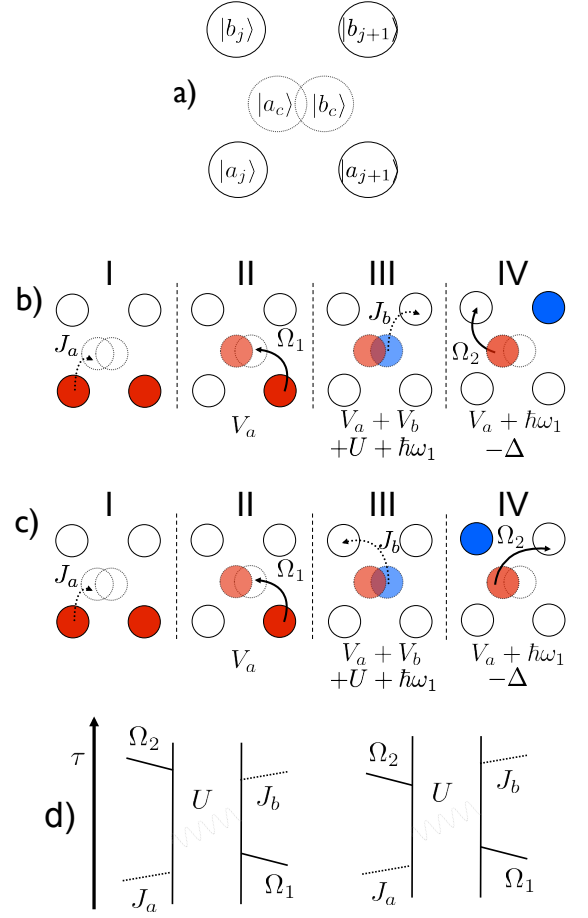 |b_j⟩ |b_{j+1}⟩
a) |a_c⟩ |b_c⟩
|a_j⟩ |a_{j+1}⟩
I II III IV
b) J_a Ω_1 J_b Ω_2
V_a V_a + V_b V_a + ħω_1
+U + ħω_1 −Δ
I II III IV
c) J_a Ω_1 J_b Ω_2
V_a V_a + V_b V_a + ħω_1
+U + ħω_1 −Δ
τ Ω_2 Ω_2
U J_b U J_b
d)
J_a Ω_1 J_a Ω_1